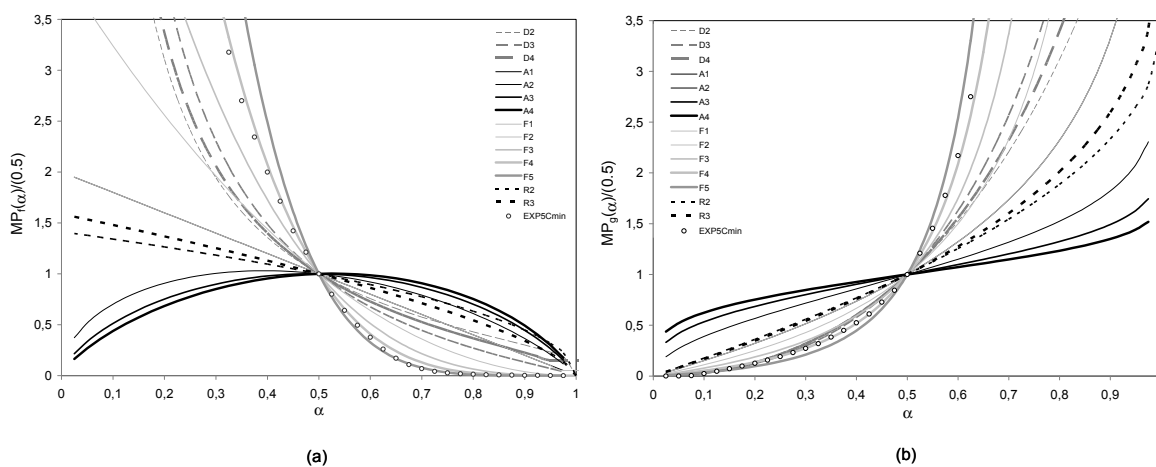 3,5
3
2,5
2
1,5
1
0,5
0
0
0,1
0,2
0,3
0,4
0,5
0,6
0,7
0,8
0,9
1
MPf(α)/(0.5)
α
D2
D3
D4
A1
A2
A3
A4
F1
F2
F3
F4
F5
R2
R3
EXP5Cmin
(a)
3,5
3
2,5
2
1,5
1
0,5
0
0
0,1
0,2
0,3
0,4
0,5
0,6
0,7
0,8
0,9
1
MPg(α)/(0.5)
α
D2
D3
D4
A1
A2
A3
A4
F1
F2
F3
F4
F5
R2
R3
EXP5Cmin
(b)